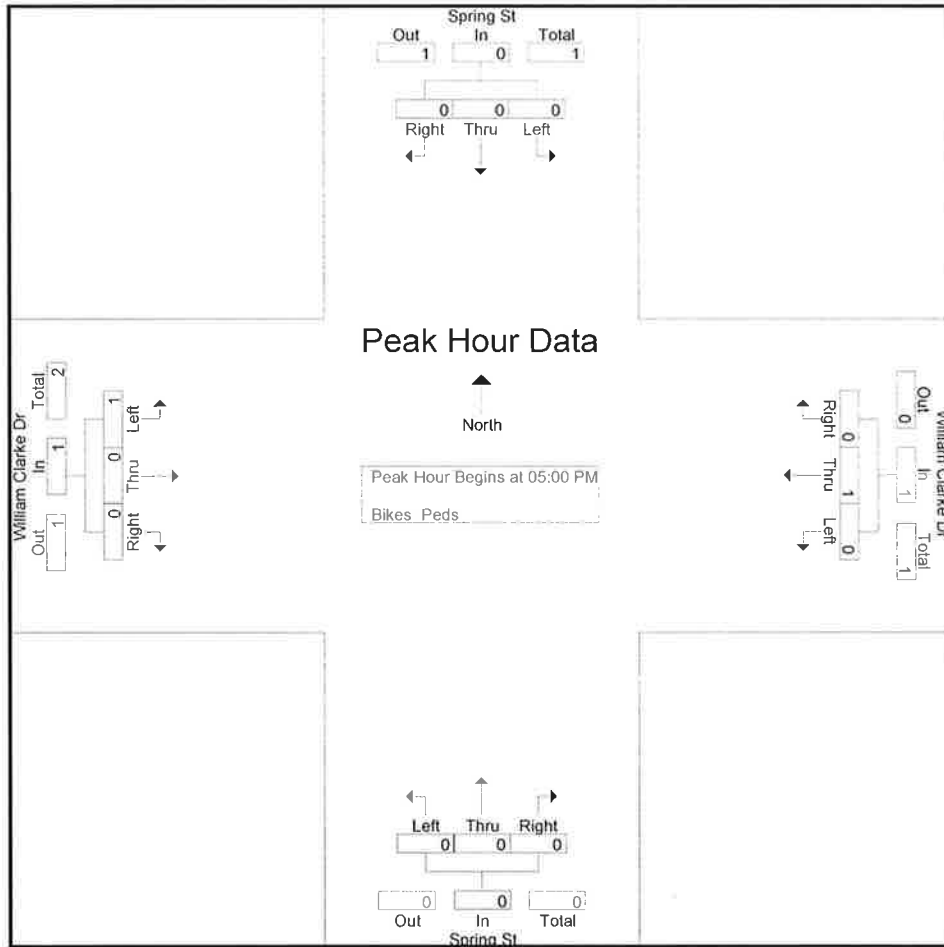 Spring St
Out In Total
1 0 1
0 0 0
Right Thru Left
Peak Hour Data
North
Peak Hour Begins at 05:00 PM
Bikes Peds
William Clarke Dr
Out In Total
1 1 2
Left Thru Right
1 0 0
William Clarke Dr
Out In Total
0 1 1
Right Thru Left
0 1 0
Left Thru Right
0 0 0
0 0 0
Out In Total
Spring St